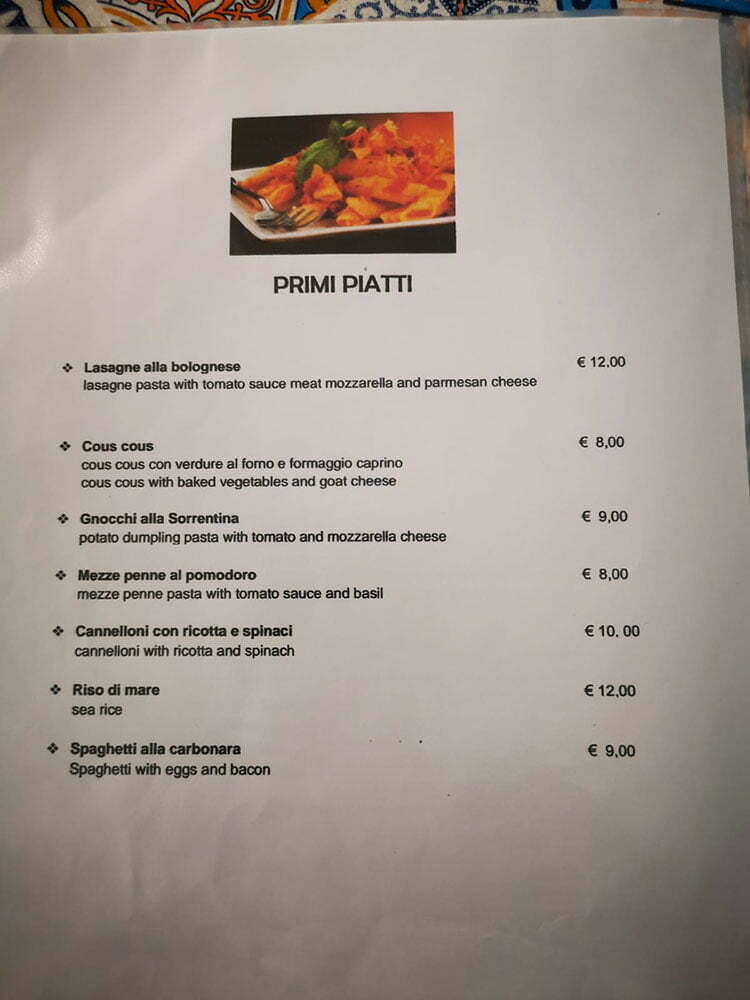 PRIMI PIATTI
❖ Lasagne alla bolognese € 12,00
lasagne pasta with tomato sauce meat mozzarella and parmesan cheese
❖ Cous cous € 8,00
cous cous con verdure al forno e formaggio caprino
cous cous with baked vegetables and goat cheese
❖ Gnocchi alla Sorrentina € 9,00
potato dumpling pasta with tomato and mozzarella cheese
❖ Mezze penne al pomodoro € 8,00
mezze penne pasta with tomato sauce and basil
❖ Cannelloni con ricotta e spinaci € 10. 00
cannelloni with ricotta and spinach
❖ Riso di mare € 12,00
sea rice
❖ Spaghetti alla carbonara € 9,00
Spaghetti with eggs and bacon